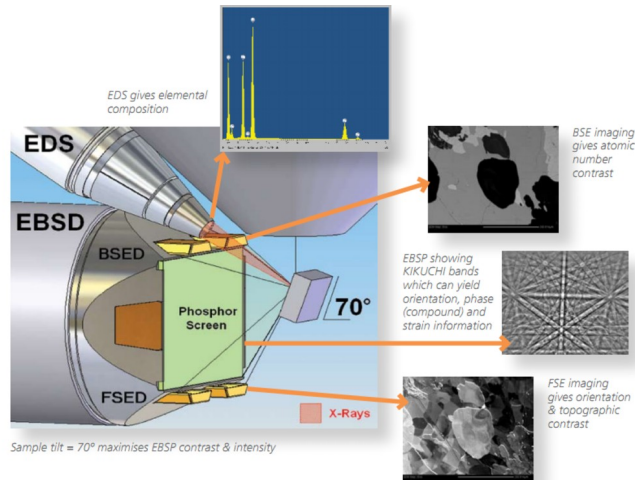 EDS gives elemental
composition
EDS
EBSD
BSED
Phosphor
Screen
FSED
70°
X-Rays
BSE imaging
gives atomic
number
contrast
EBSP showing
KIKUCHI bands
which can yield
orientation, phase
(compound) and
strain information
FSE imaging
gives orientation
& topographic
contrast
Sample tilt = 70º maximises EBSP contrast & intensity